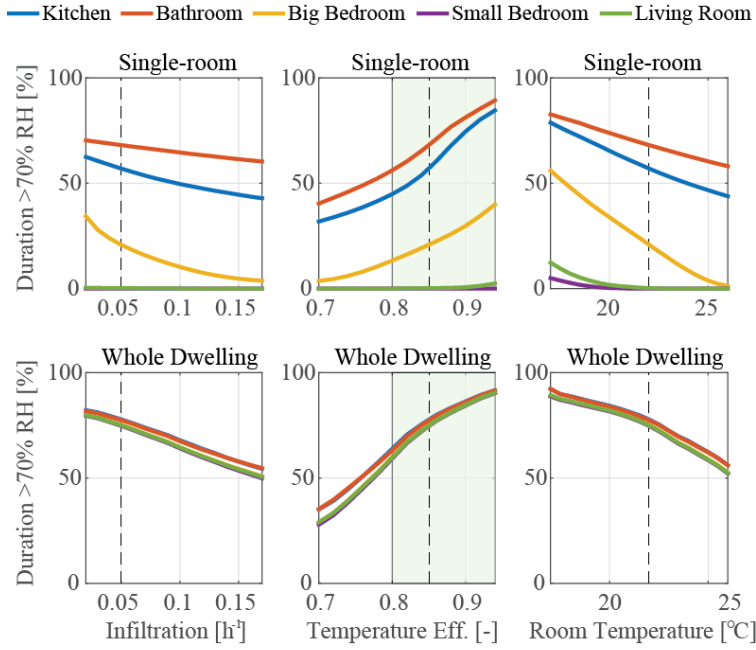 Kitchen Bathroom Big Bedroom Small Bedroom Living Room
Single-room Single-room Single-room
Duration >70% RH [%]
100 100 100
50 50 50
0 0 0
0.05 0.1 0.15 0.7 0.8 0.9 20 25
Whole Dwelling Whole Dwelling Whole Dwelling
Duration >70% RH [%]
100 100 100
50 50 50
0 0 0
0.05 0.1 0.15 0.7 0.8 0.9 20 25
Infiltration [h⁻¹] Temperature Eff. [-] Room Temperature [°C]